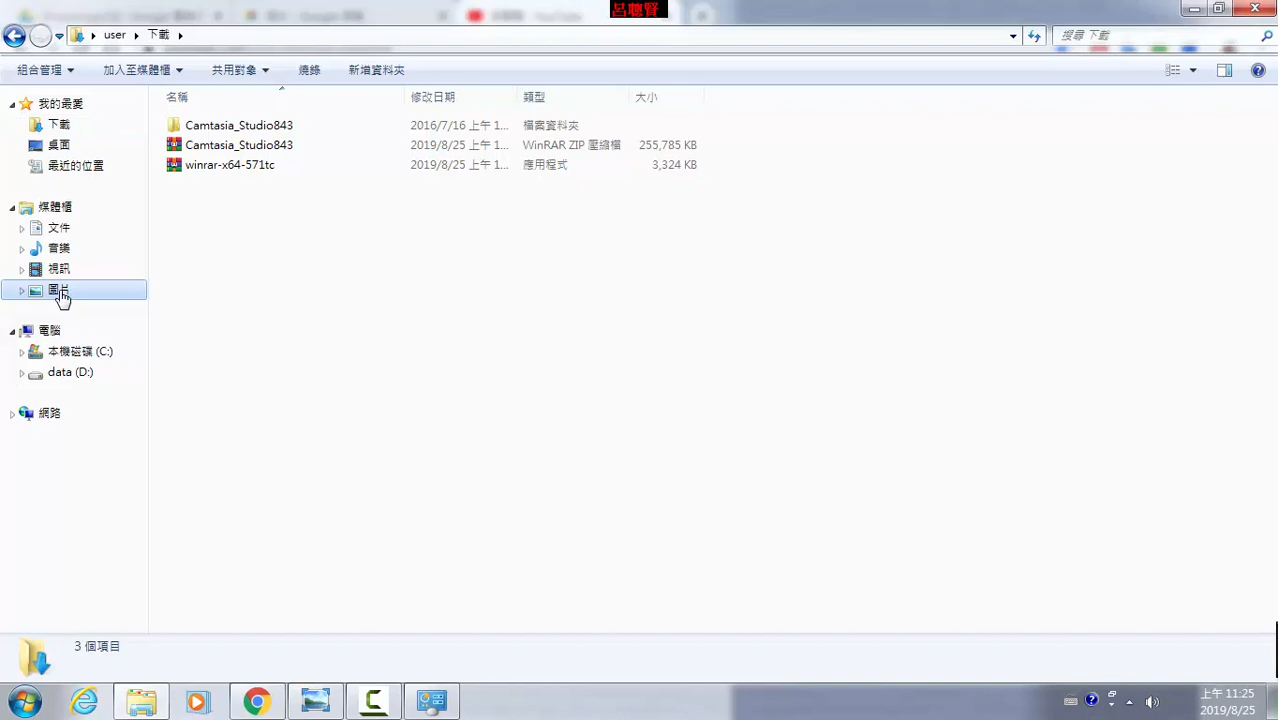 呂聰賢
user
下載
搜尋 下載
組合管理
加入至媒體櫃
共用對象
燒錄
新增資料夾
我的最愛
下載
桌面
最近的位置
媒體櫃
文件
音樂
視訊
圖片
電腦
本機磁碟 (C:)
data (D:)
網路
名稱 修改日期 類型 大小
Camtasia_Studio843 2016/7/16 上午 1... 檔案資料夾
Camtasia_Studio843 2019/8/25 上午 1... WinRAR ZIP 壓縮檔 255,785 KB
winrar-x64-571tc 2019/8/25 上午 1... 應用程式 3,324 KB
3 個項目
上午 11:25
2019/8/25